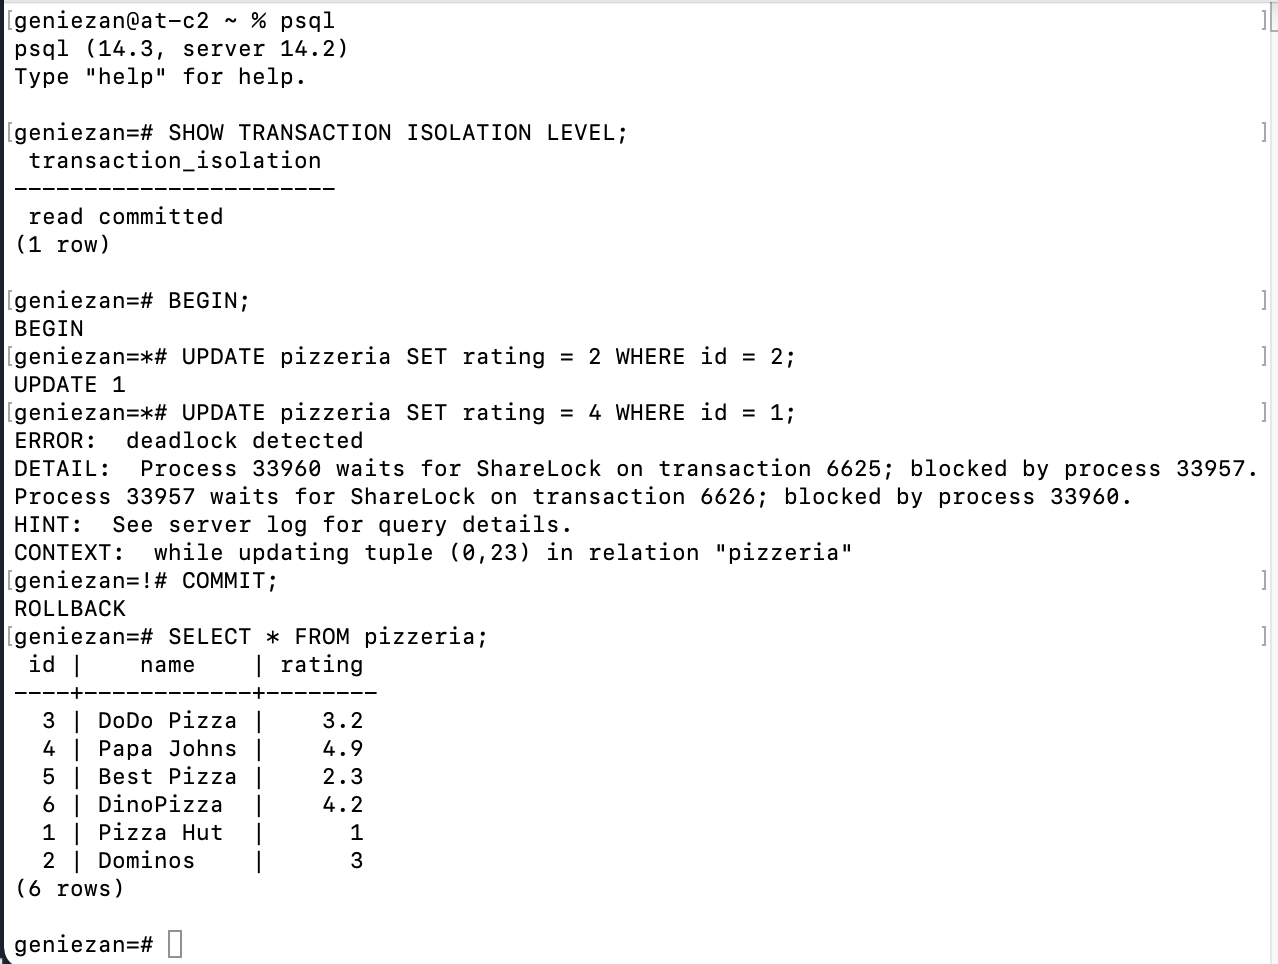 [geniezan@at-c2 ~ % psql ]
psql (14.3, server 14.2)
Type "help" for help.

[geniezan=# SHOW TRANSACTION ISOLATION LEVEL; ]
 transaction_isolation
-----------------------
 read committed
(1 row)

[geniezan=# BEGIN; ]
BEGIN
[geniezan=*# UPDATE pizzeria SET rating = 2 WHERE id = 2; ]
UPDATE 1
[geniezan=*# UPDATE pizzeria SET rating = 4 WHERE id = 1; ]
ERROR:  deadlock detected
DETAIL:  Process 33960 waits for ShareLock on transaction 6625; blocked by process 33957.
Process 33957 waits for ShareLock on transaction 6626; blocked by process 33960.
HINT:  See server log for query details.
CONTEXT:  while updating tuple (0,23) in relation "pizzeria"
[geniezan=!# COMMIT; ]
ROLLBACK
[geniezan=# SELECT * FROM pizzeria; ]
 id |    name    | rating
----+------------+--------
  3 | DoDo Pizza |    3.2
  4 | Papa Johns |    4.9
  5 | Best Pizza |    2.3
  6 | DinoPizza  |    4.2
  1 | Pizza Hut  |      1
  2 | Dominos    |      3
(6 rows)

geniezan=#